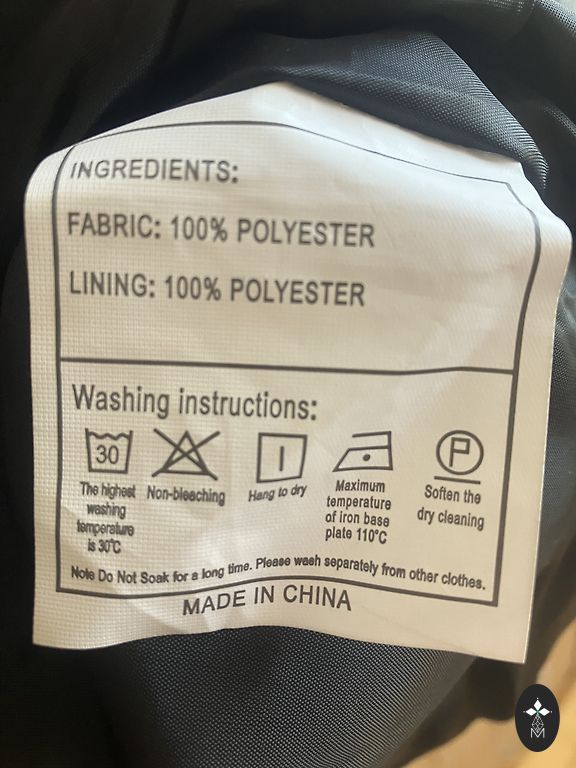 INGREDIENTS:
FABRIC: 100% POLYESTER
LINING: 100% POLYESTER
Washing instructions:
30
P
The highest
washing
temperature
is 30℃
Non-bleaching
Hang to dry
Maximum
temperature
of iron base
plate 110℃
Soften the
dry cleaning
Note Do Not Soak for a long time. Please wash separately from other clothes.
MADE IN CHINA
M